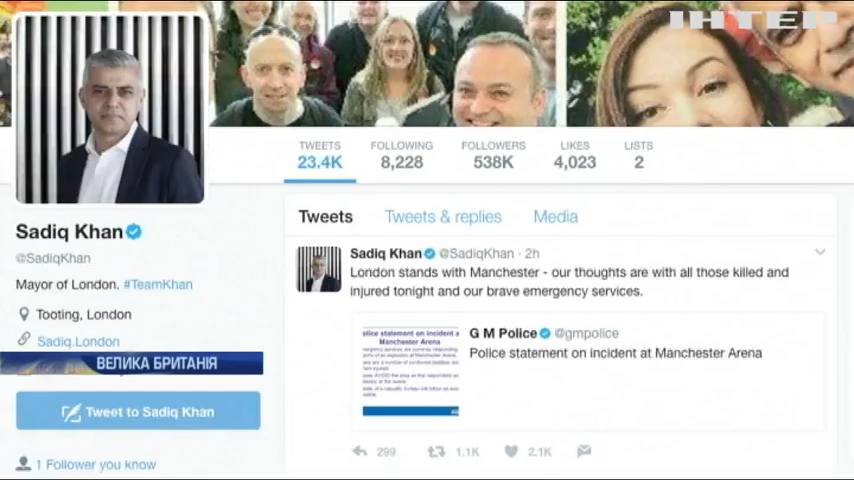 ІНТЕР
TWEETS FOLLOWING FOLLOWERS LIKES LISTS
23.4K 8,228 538K 4,023 2
Sadiq Khan
@SadiqKhan
Mayor of London. #TeamKhan
Tooting, London
Sadiq.London
ВЕЛИКА БРИТАНІЯ
Tweet to Sadiq Khan
1 Follower you know
Tweets Tweets & replies Media
Sadiq Khan @SadiqKhan · 2h
London stands with Manchester - our thoughts are with all those killed and
injured tonight and our brave emergency services.
olice statement on incident a
Manchester Arena
G M Police @gmpolice
Police statement on incident at Manchester Arena
299 1.1K 2.1K